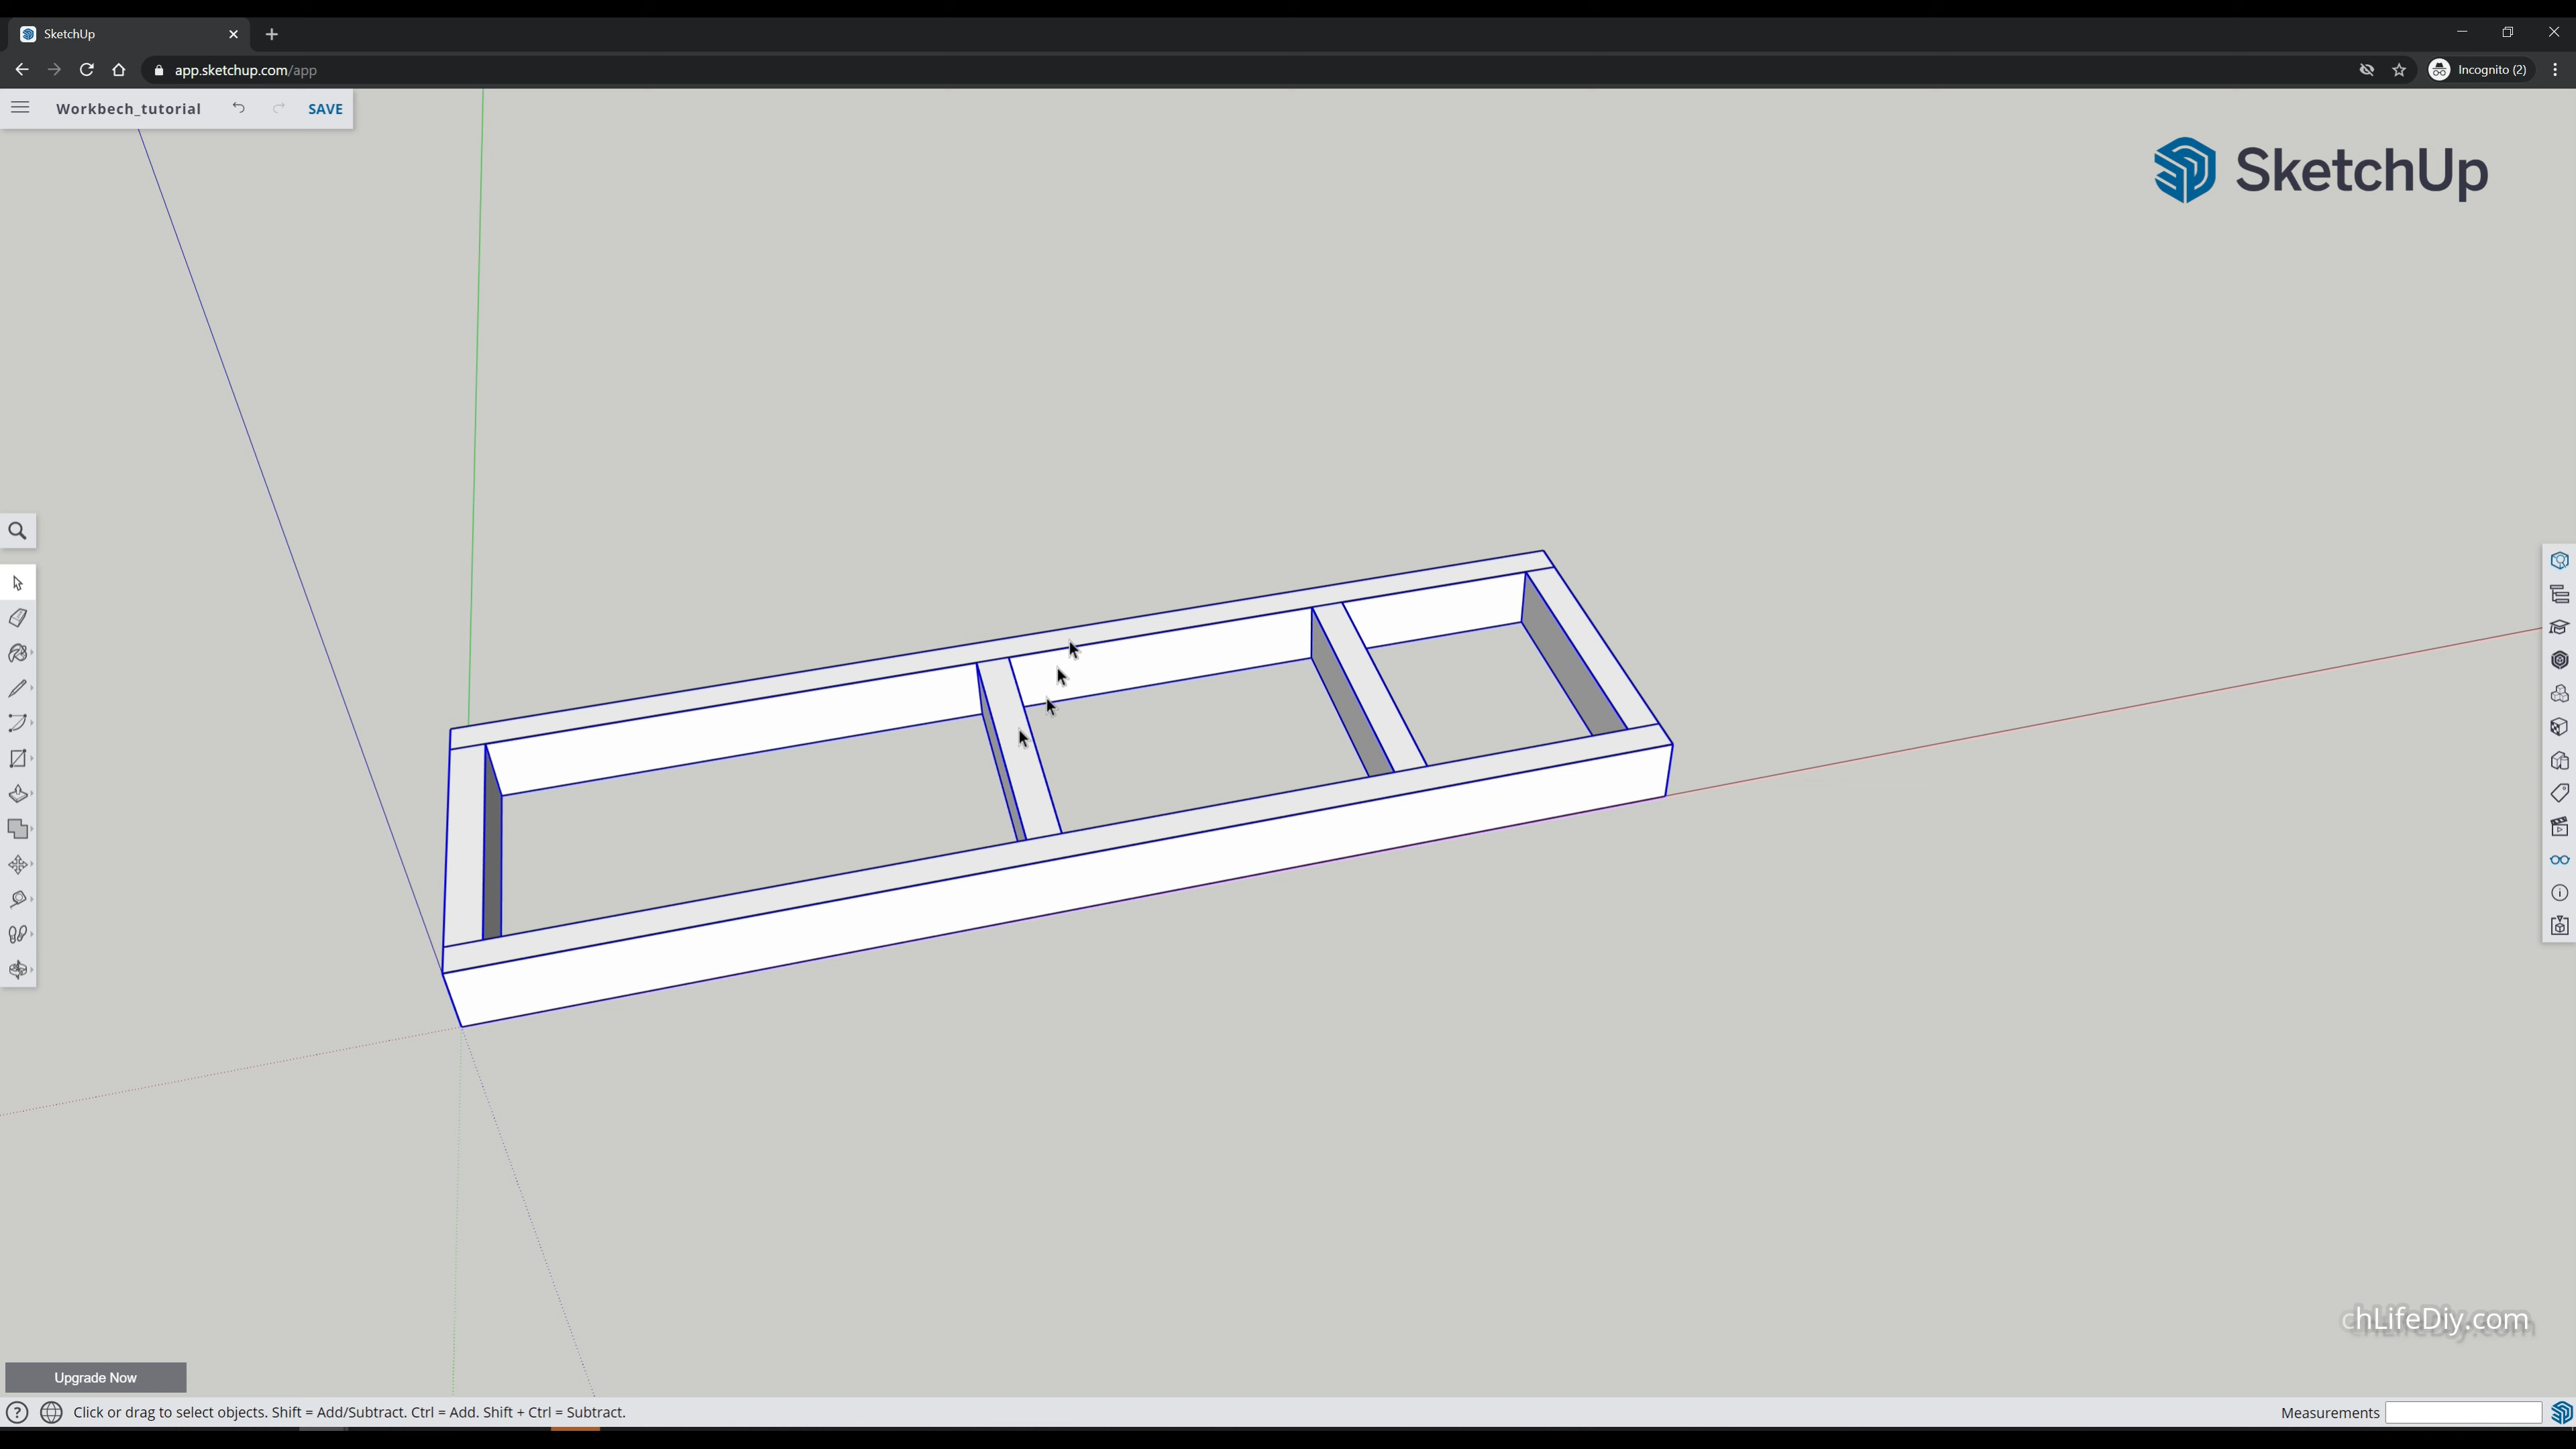 SketchUp
app.sketchup.com/app
Incognito (2)
Workbech_tutorial
SAVE
SketchUp
chLifeDiy.com
Upgrade Now
Click or drag to select objects. Shift = Add/Subtract. Ctrl = Add. Shift + Ctrl = Subtract.
Measurements